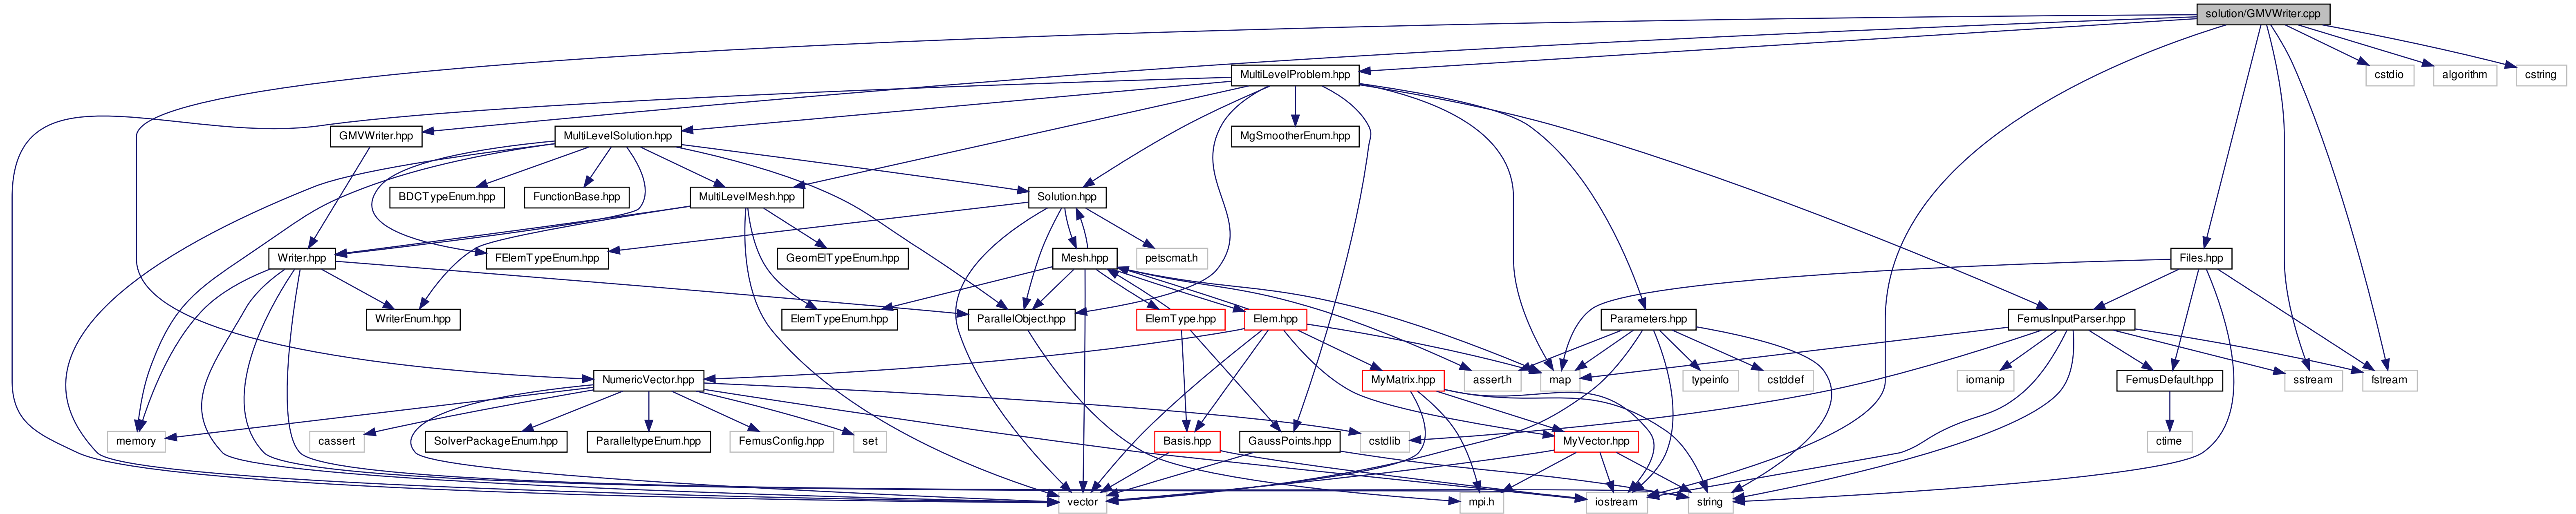 solution/GMVWriter.cpp
MultiLevelProblem.hpp
cstdio
algorithm
cstring
GMVWriter.hpp
MultiLevelSolution.hpp
MgSmootherEnum.hpp
BDCTypeEnum.hpp
FunctionBase.hpp
MultiLevelMesh.hpp
Solution.hpp
Writer.hpp
FElemTypeEnum.hpp
GeomElTypeEnum.hpp
Mesh.hpp
petscmat.h
Files.hpp
WriterEnum.hpp
ElemTypeEnum.hpp
ParallelObject.hpp
ElemType.hpp
Elem.hpp
Parameters.hpp
FemusInputParser.hpp
NumericVector.hpp
MyMatrix.hpp
assert.h
map
typeinfo
cstddef
iomanip
FemusDefault.hpp
sstream
fstream
memory
cassert
SolverPackageEnum.hpp
ParalleltypeEnum.hpp
FemusConfig.hpp
set
Basis.hpp
GaussPoints.hpp
cstdlib
MyVector.hpp
ctime
vector
mpi.h
iostream
string